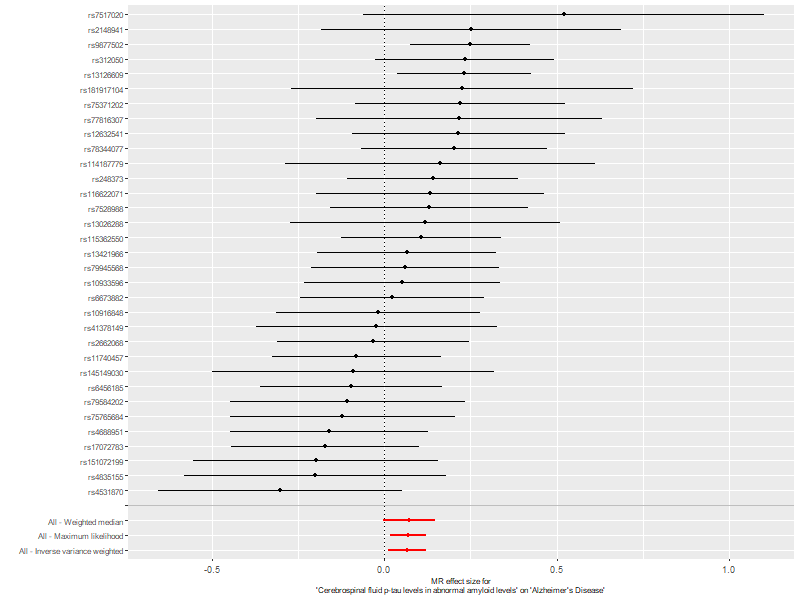 rs7517020
rs2148941
rs9877502
rs312050
rs13126609
rs181917104
rs75371202
rs77816307
rs12632541
rs78344077
rs114187779
rs248373
rs116622071
rs7528988
rs13026288
rs115362550
rs13421966
rs79945568
rs10933596
rs6673882
rs10916848
rs41378149
rs2662068
rs11740457
rs145149030
rs6456185
rs79584202
rs75765684
rs4688951
rs17072783
rs151072199
rs4835155
rs4531870
All - Weighted median
All - Maximum likelihood
All - Inverse variance weighted
-0.5 0.0 0.5 1.0
MR effect size for
'Cerebrospinal fluid p-tau levels in abnormal amyloid levels' on 'Alzheimer's Disease'